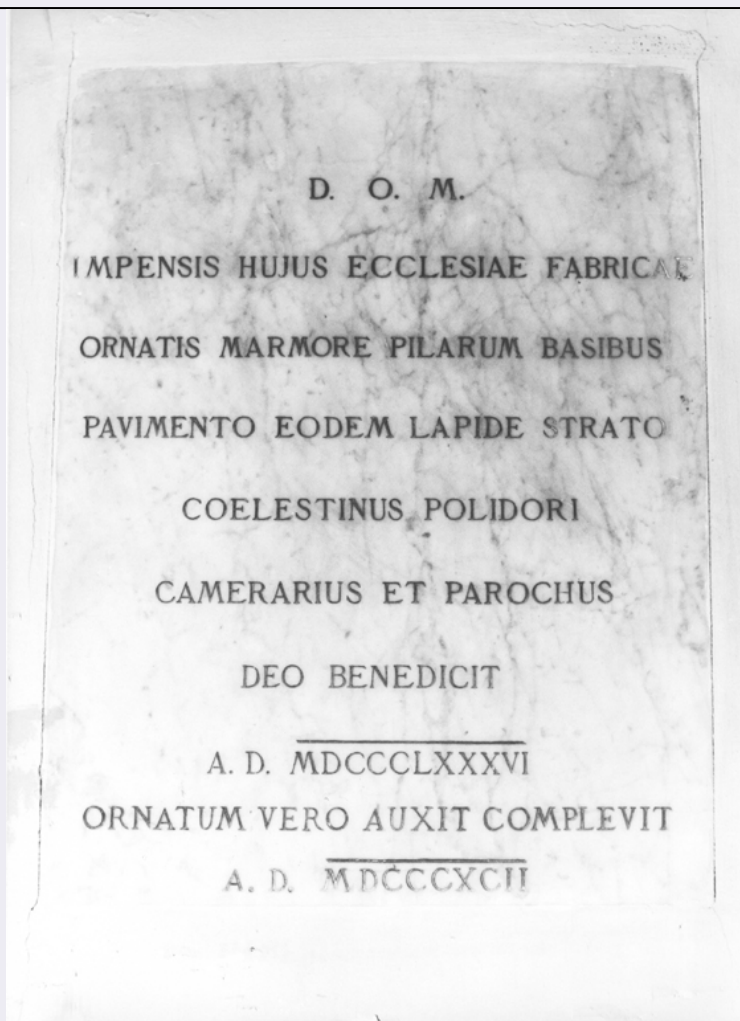 D. O. M.
IMPENSIS HUJUS ECCLESIAE FABRICAE
ORNATIS MARMORE PILARUM BASIBUS
PAVIMENTO EODEM LAPIDE STRATO
COELESTINUS POLIDORI
CAMERARIUS ET PAROCHUS
DEO BENEDICIT
A. D. MDCCCLXXXVI
ORNATUM VERO AUXIT COMPLEVIT
A. D. MDCCCXCII